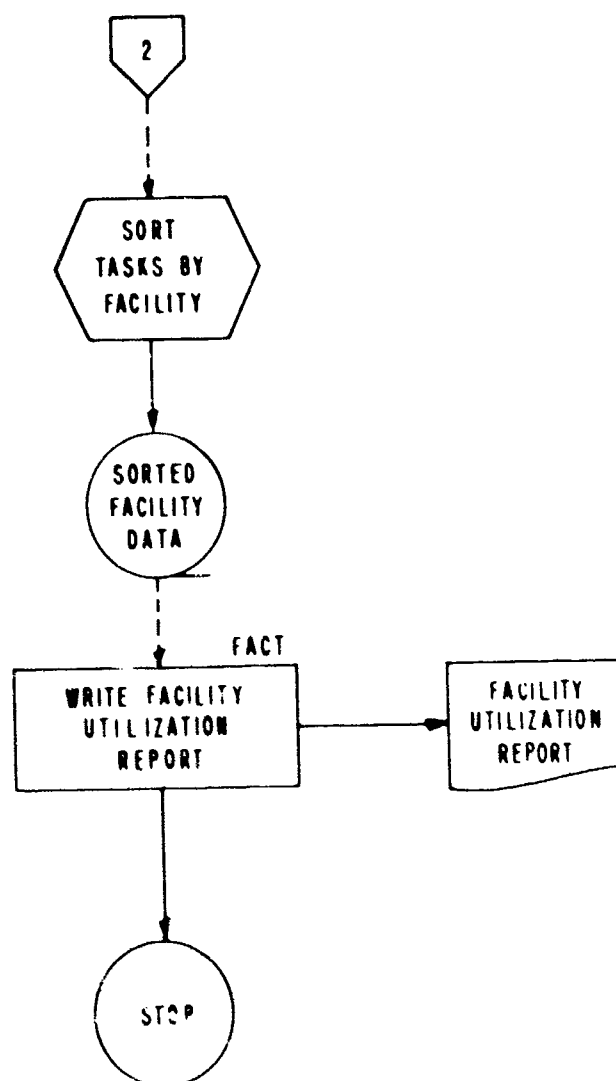 2
SORT
TASKS BY
FACILITY
SORTED
FACILITY
DATA
FACT
WRITE FACILITY
UTILIZATION
REPORT
FACILITY
UTILIZATION
REPORT
STOP